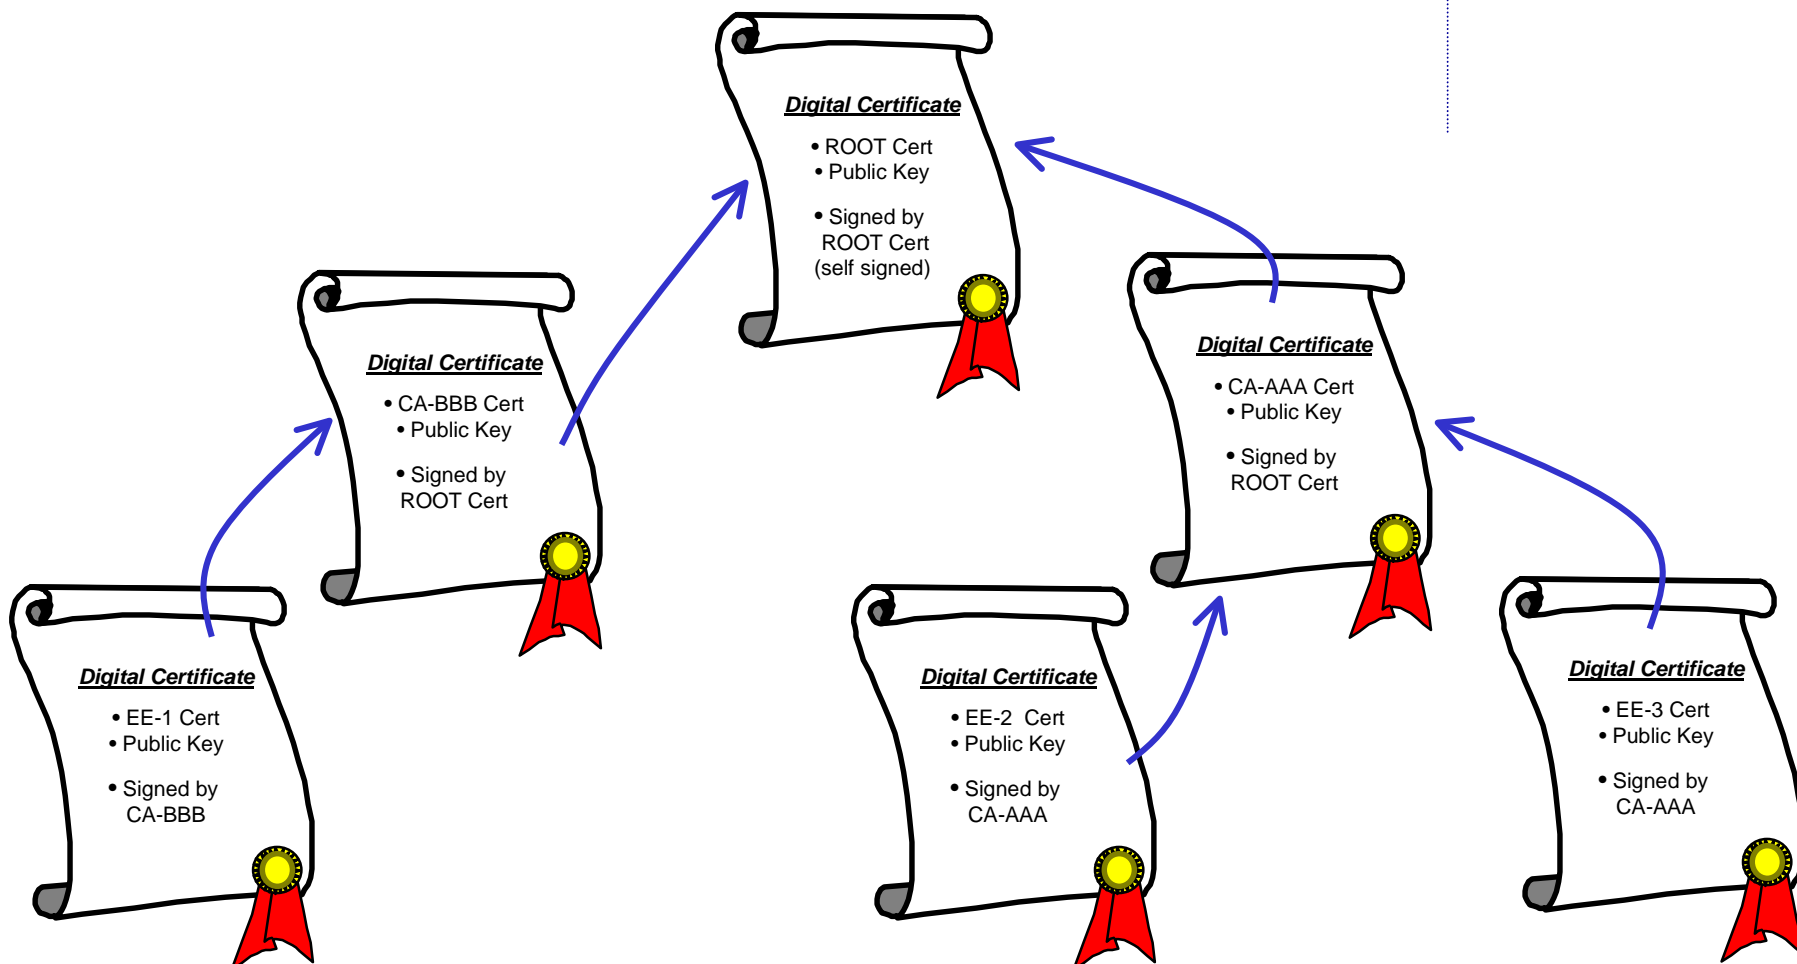 Digital Certificate
• ROOT Cert
• Public Key
• Signed by
ROOT Cert
(self signed)
Digital Certificate
• CA-BBB Cert
• Public Key
• Signed by
ROOT Cert
Digital Certificate
• CA-AAA Cert
• Public Key
• Signed by
ROOT Cert
Digital Certificate
• EE-1 Cert
• Public Key
• Signed by
CA-BBB
Digital Certificate
• EE-2 Cert
• Public Key
• Signed by
CA-AAA
Digital Certificate
• EE-3 Cert
• Public Key
• Signed by
CA-AAA